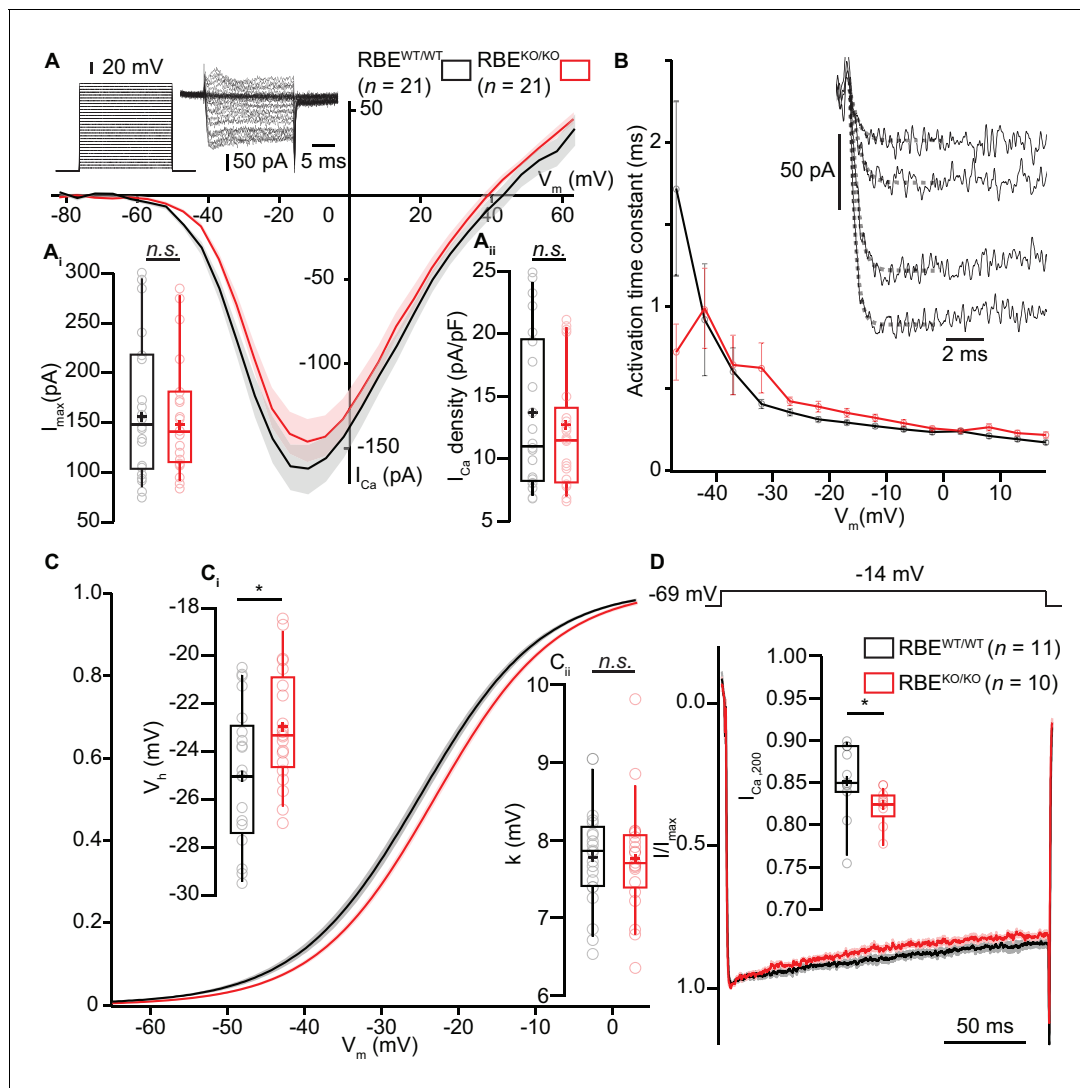 A
20 mV
50 pA
5 ms
RBE^WT/WT
(n = 21)
RBE^KO/KO
(n = 21)
50
V_m (mV)
-80 -60 -40 -20 0 20 40 60
-50
-100
-150
I_Ca (pA)
A_i
n.s.
300
250
200
150
100
50
I_max(pA)
A_ii
n.s.
25
20
15
10
5
I_Ca density (pA/pF)
B
2
1
0
Activation time constant (ms)
-40 -30 -20 -10 0 10
V_m(mV)
50 pA
2 ms
C
1.0
0.8
0.6
0.4
0.2
0
-60 -50 -40 -30 -20 -10 0
V_m (mV)
C_i
*
-18
-20
-22
-24
-26
-28
-30
V_h (mV)
C_ii
n.s.
10
9
8
7
6
k (mV)
D
-14 mV
-69 mV
RBE^WT/WT (n = 11)
RBE^KO/KO (n = 10)
0.0
-0.5
1.0
I/I_max
1.00
0.95
0.90
0.85
0.80
0.75
0.70
I_Ca,200
*
50 ms